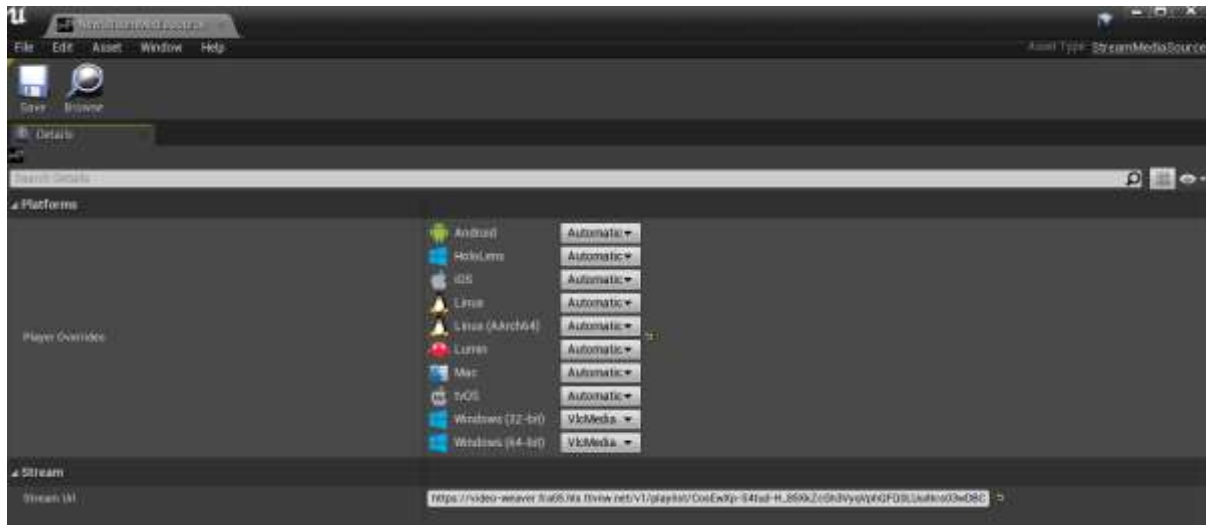 File Edit Asset Window Help
Asset Type: StreamMediaSource
Save Browse
Details
Search Details
Platforms
Player Overrides
Android Automatic
HoloLens Automatic
iOS Automatic
Linux Automatic
Linux (AArch64) Automatic
Lumin Automatic
Mac Automatic
tvOS Automatic
Windows (32-bit) VlcMedia
Windows (64-bit) VlcMedia
Stream
Stream Url